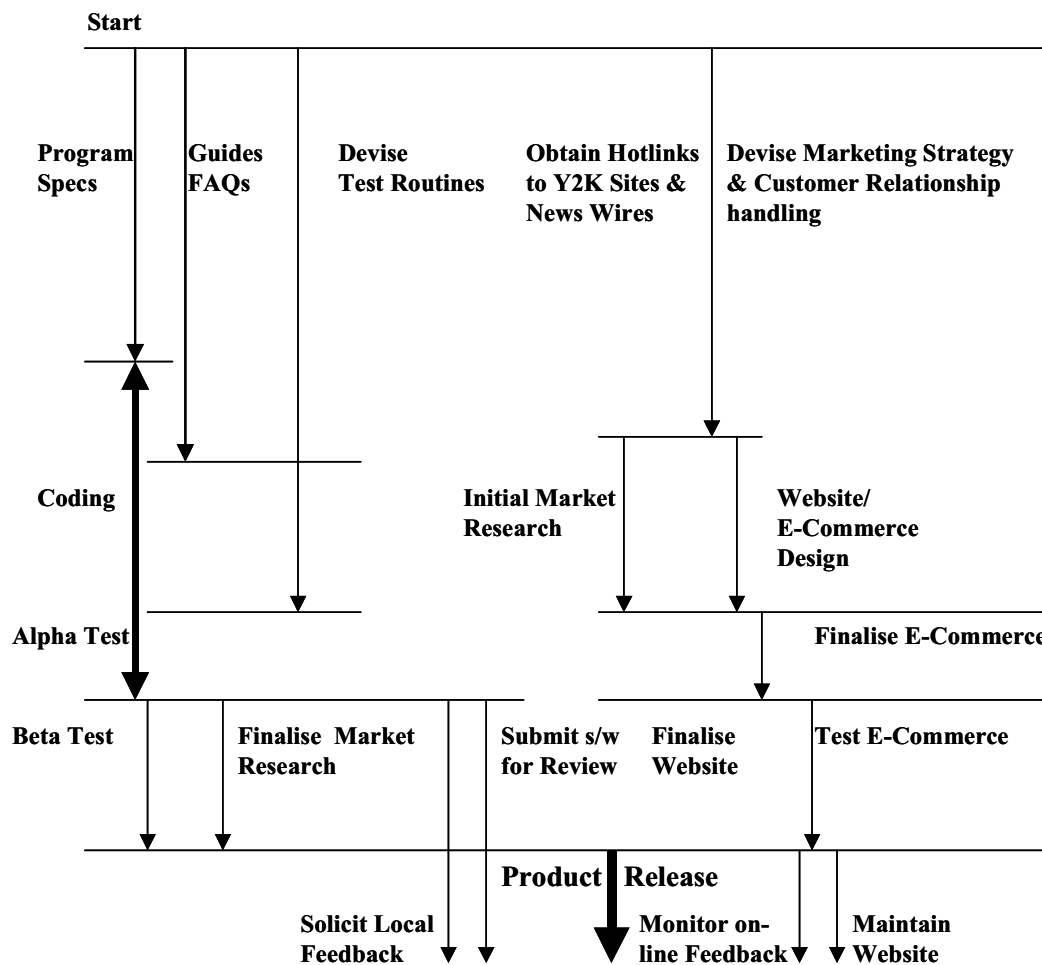 Start
Program
Specs
Guides
FAQs
Devise
Test Routines
Obtain Hotlinks
to Y2K Sites &
News Wires
Devise Marketing Strategy
& Customer Relationship
handling
Coding
Initial Market
Research
Website/
E-Commerce
Design
Alpha Test
Finalise E-Commerce
Beta Test
Finalise Market
Research
Submit s/w
for Review
Finalise
Website
Test E-Commerce
Product Release
Solicit Local
Feedback
Monitor on-
line Feedback
Maintain
Website